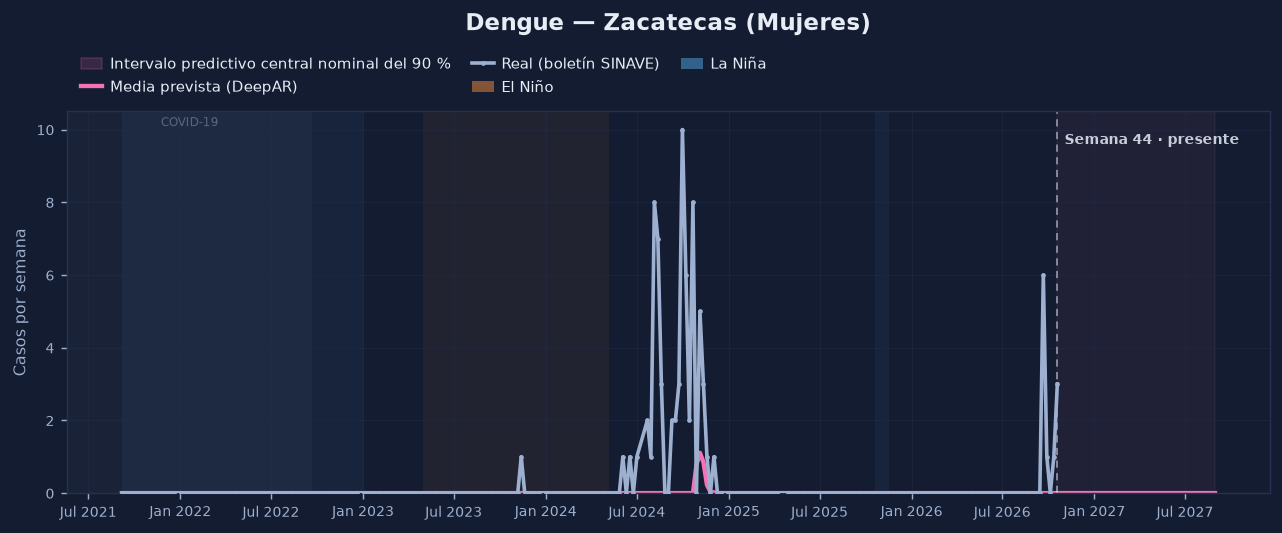 Dengue — Zacatecas (Mujeres)
Intervalo predictivo central nominal del 90 %
Real (boletín SINAVE)
La Niña
Media prevista (DeepAR)
El Niño
COVID-19
Semana 44 · presente
Casos por semana
10
8
6
4
2
0
Jul 2021
Jan 2022
Jul 2022
Jan 2023
Jul 2023
Jan 2024
Jul 2024
Jan 2025
Jul 2025
Jan 2026
Jul 2026
Jan 2027
Jul 2027